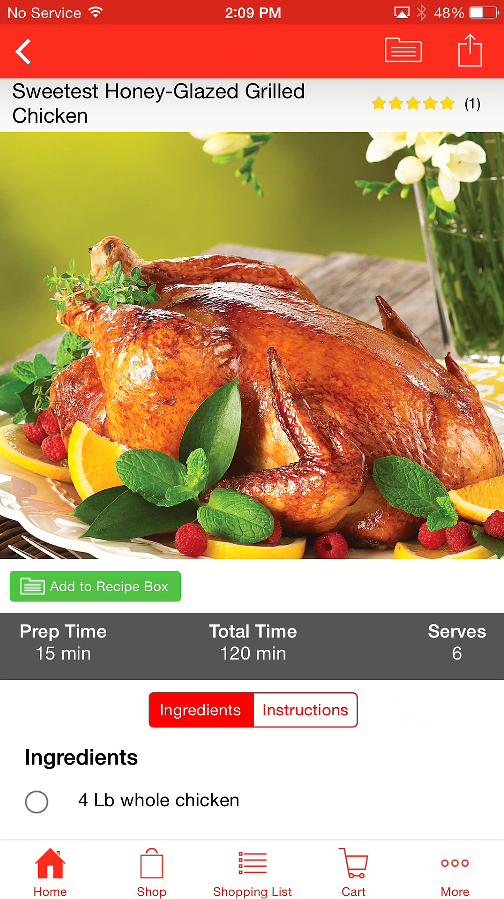 No Service 2:09 PM 48%
Sweetest Honey-Glazed Grilled
Chicken
(1)
Add to Recipe Box
Prep Time Total Time Serves
15 min 120 min 6
Ingredients Instructions
Ingredients
4 Lb whole chicken
Home Shop Shopping List Cart More